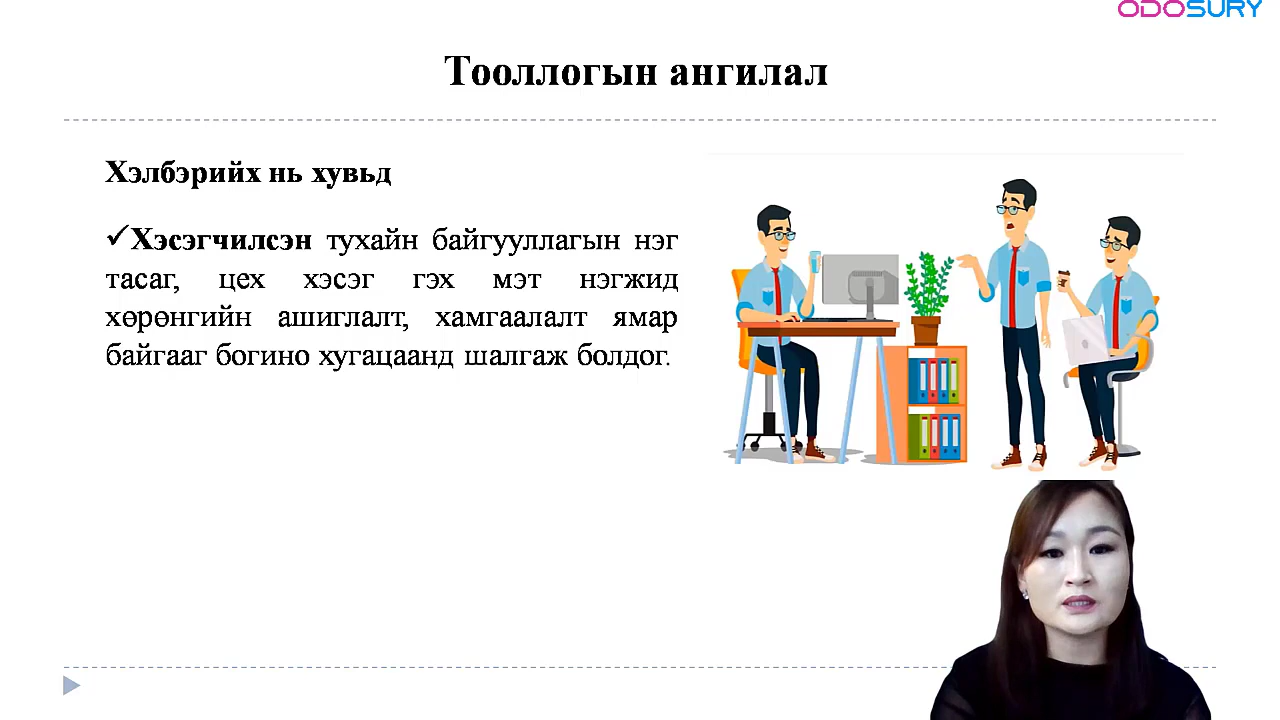 ODOSURY
Тооллогын ангилал
Хэлбэрийх нь хувьд
✓Хэсэгчилсэн тухайн байгууллагын нэг
тасаг, цех хэсэг гэх мэт нэгжид
хөрөнгийн ашиглалт, хамгаалалт ямар
байгааг богино хугацаанд шалгаж болдог.